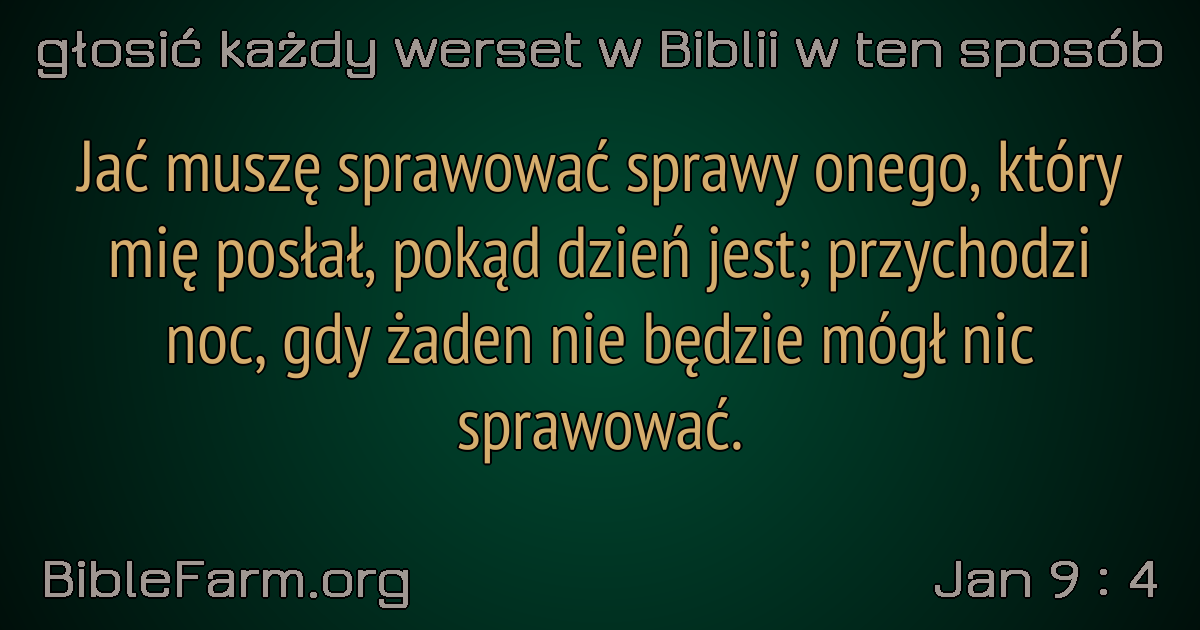 głosić każdy werset w Biblii w ten sposób
Jać muszę sprawować sprawy onego, który
mię posłał, pokąd dzień jest; przychodzi
noc, gdy żaden nie będzie mógł nic
sprawować.
BibleFarm.org
Jan 9 : 4